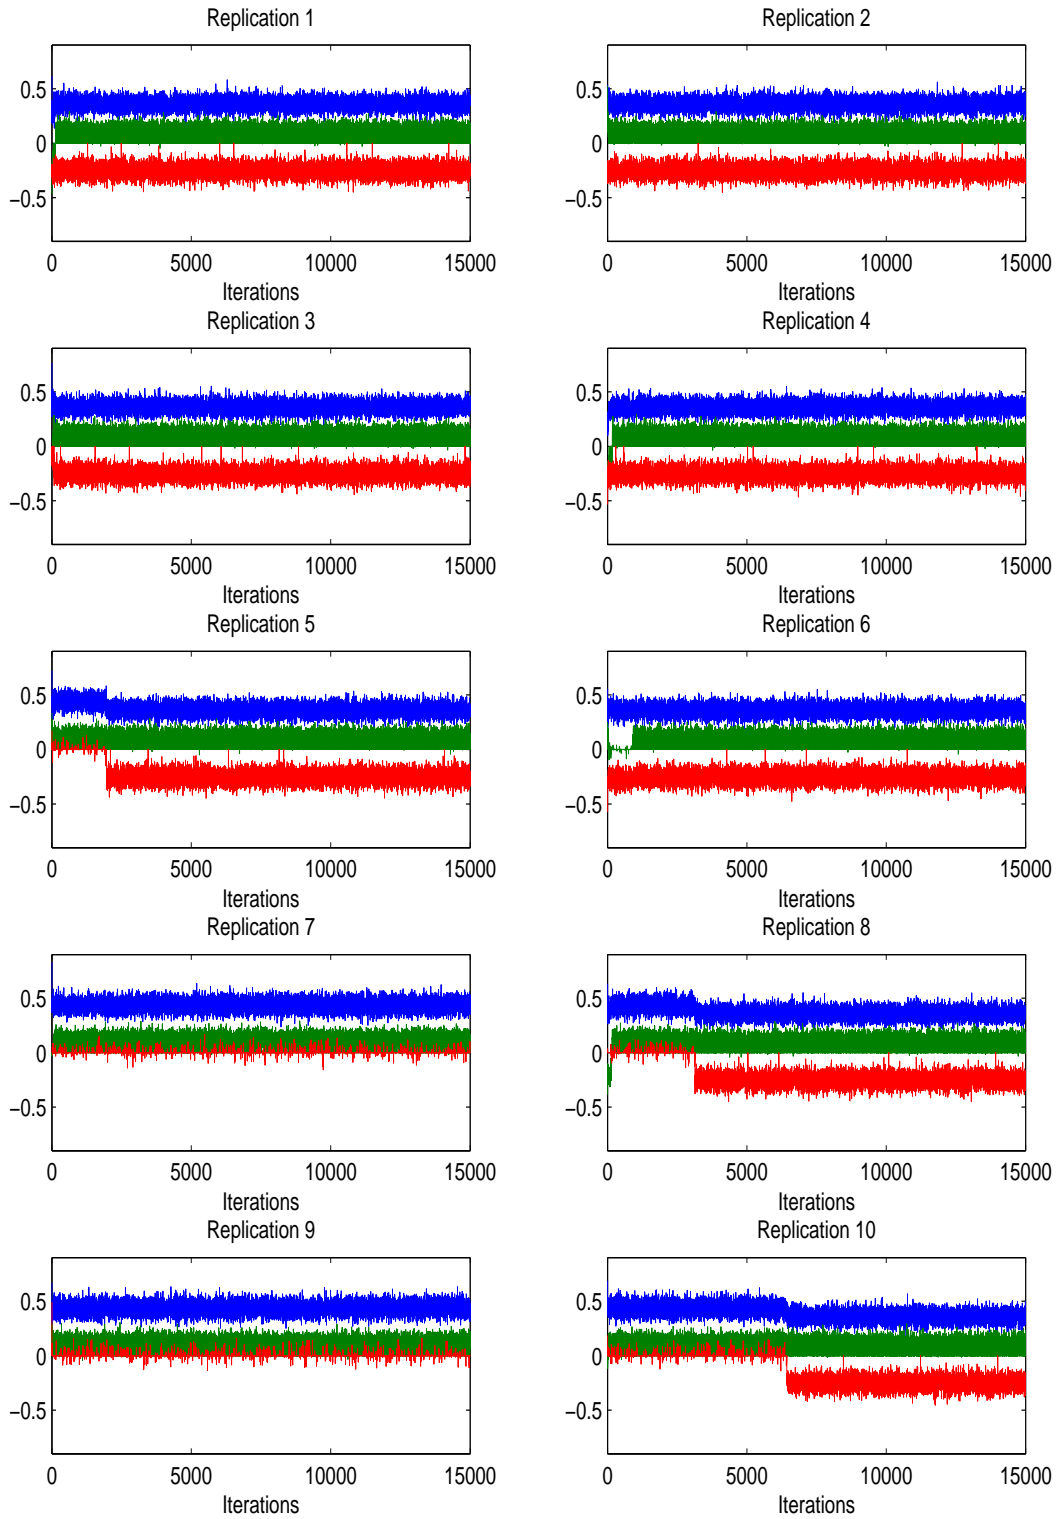 Replication 1
0.5
0
−0.5
0 5000 10000 15000
Iterations
Replication 2
0.5
0
−0.5
0 5000 10000 15000
Iterations
Replication 3
0.5
0
−0.5
0 5000 10000 15000
Iterations
Replication 4
0.5
0
−0.5
0 5000 10000 15000
Iterations
Replication 5
0.5
0
−0.5
0 5000 10000 15000
Iterations
Replication 6
0.5
0
−0.5
0 5000 10000 15000
Iterations
Replication 7
0.5
0
−0.5
0 5000 10000 15000
Iterations
Replication 8
0.5
0
−0.5
0 5000 10000 15000
Iterations
Replication 9
0.5
0
−0.5
0 5000 10000 15000
Iterations
Replication 10
0.5
0
−0.5
0 5000 10000 15000
Iterations